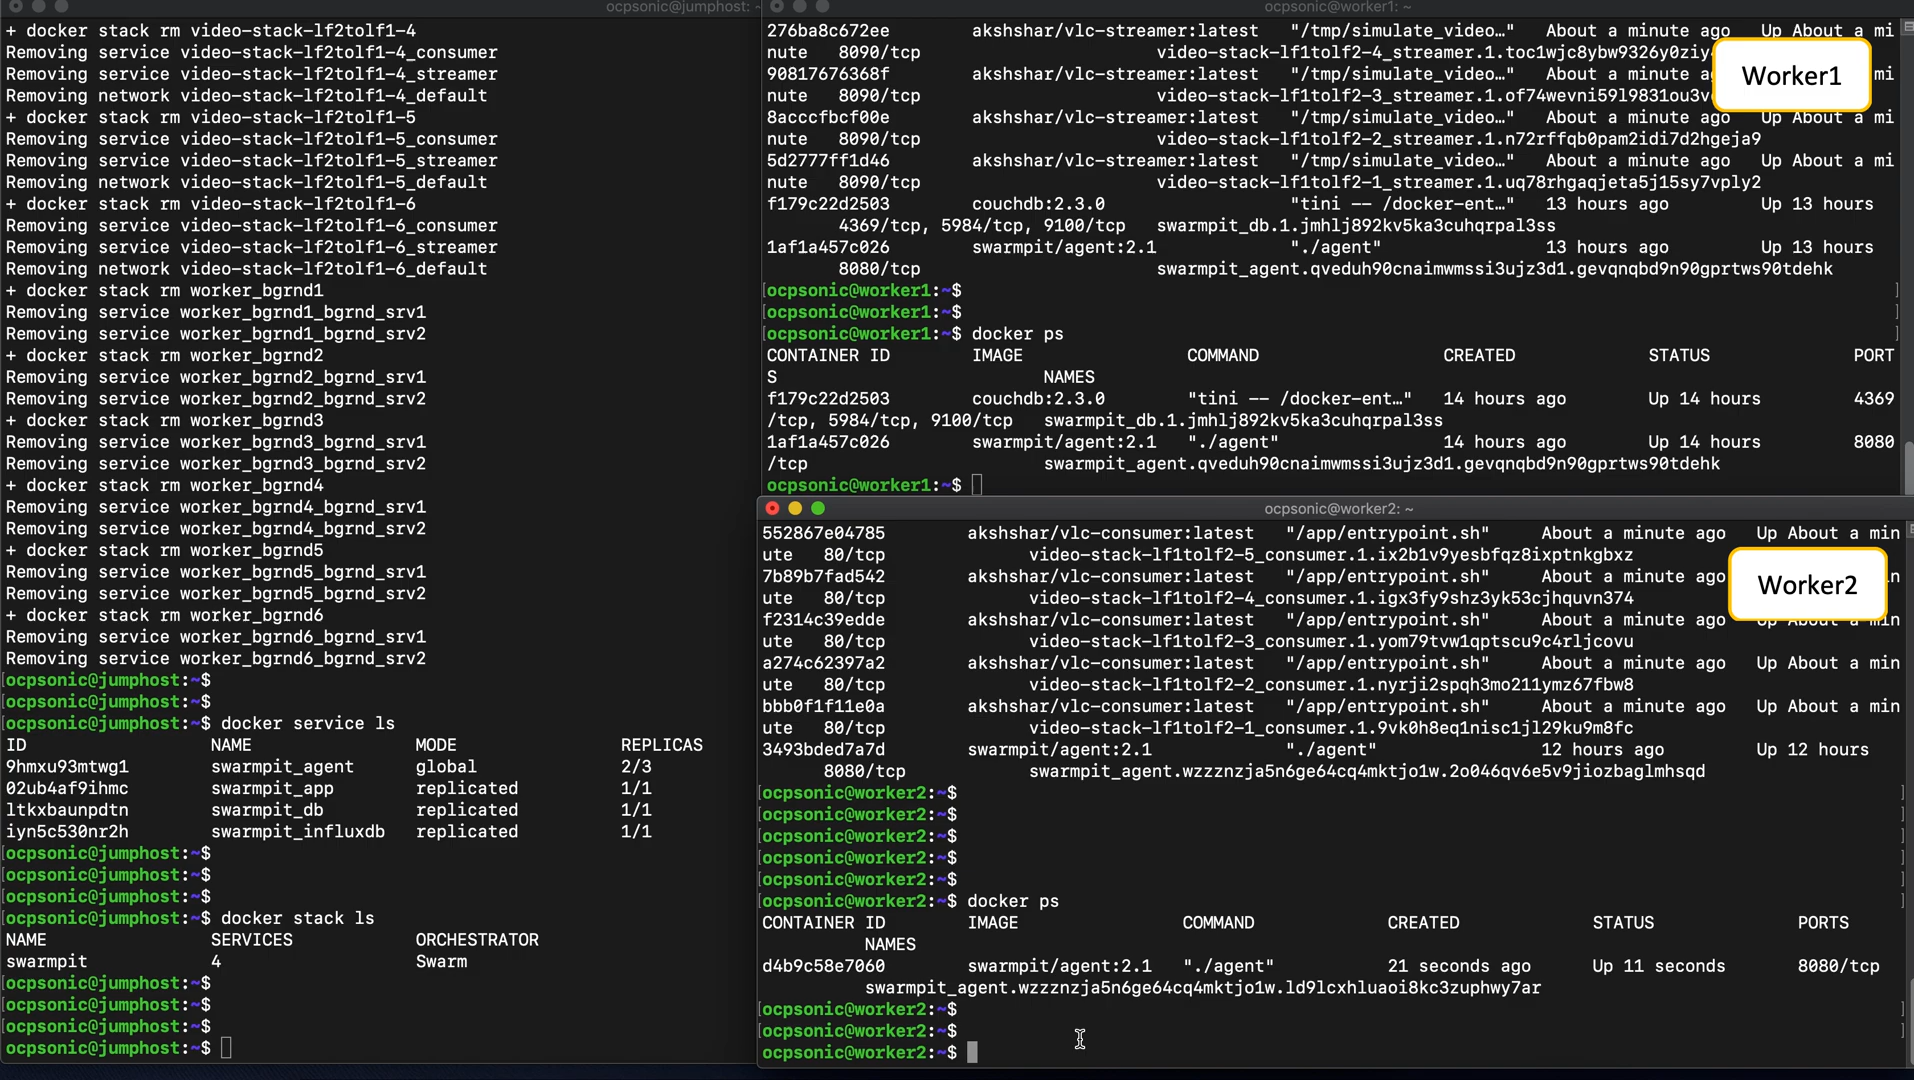 ocpsonic@jumphost: ~
+ docker stack rm video-stack-lf2tolf1-4
Removing service video-stack-lf2tolf1-4_consumer
Removing service video-stack-lf2tolf1-4_streamer
Removing network video-stack-lf2tolf1-4_default
+ docker stack rm video-stack-lf2tolf1-5
Removing service video-stack-lf2tolf1-5_consumer
Removing service video-stack-lf2tolf1-5_streamer
Removing network video-stack-lf2tolf1-5_default
+ docker stack rm video-stack-lf2tolf1-6
Removing service video-stack-lf2tolf1-6_consumer
Removing service video-stack-lf2tolf1-6_streamer
Removing network video-stack-lf2tolf1-6_default
+ docker stack rm worker_bgrnd1
Removing service worker_bgrnd1_bgrnd_srv1
Removing service worker_bgrnd1_bgrnd_srv2
+ docker stack rm worker_bgrnd2
Removing service worker_bgrnd2_bgrnd_srv1
Removing service worker_bgrnd2_bgrnd_srv2
+ docker stack rm worker_bgrnd3
Removing service worker_bgrnd3_bgrnd_srv1
Removing service worker_bgrnd3_bgrnd_srv2
+ docker stack rm worker_bgrnd4
Removing service worker_bgrnd4_bgrnd_srv1
Removing service worker_bgrnd4_bgrnd_srv2
+ docker stack rm worker_bgrnd5
Removing service worker_bgrnd5_bgrnd_srv1
Removing service worker_bgrnd5_bgrnd_srv2
+ docker stack rm worker_bgrnd6
Removing service worker_bgrnd6_bgrnd_srv1
Removing service worker_bgrnd6_bgrnd_srv2
[ocpsonic@jumphost:~$
[ocpsonic@jumphost:~$
[ocpsonic@jumphost:~$ docker service ls
ID NAME MODE REPLICAS
9hmxu93mtwg1 swarmpit_agent global 2/3
02ub4af9ihmc swarmpit_app replicated 1/1
ltkxbaunpdtn swarmpit_db replicated 1/1
iyn5c530nr2h swarmpit_influxdb replicated 1/1
[ocpsonic@jumphost:~$
[ocpsonic@jumphost:~$
[ocpsonic@jumphost:~$
[ocpsonic@jumphost:~$ docker stack ls
NAME SERVICES ORCHESTRATOR
swarmpit 4 Swarm
[ocpsonic@jumphost:~$
[ocpsonic@jumphost:~$
[ocpsonic@jumphost:~$
ocpsonic@jumphost:~$
ocpsonic@worker1: ~
Worker1
276ba8c672ee akshshar/vlc-streamer:latest "/tmp/simulate_video…" About a minute ago Up About a mi
nute 8090/tcp video-stack-lf1tolf2-4_streamer.1.toc1wjc8ybw9326y0ziy
90817676368f akshshar/vlc-streamer:latest "/tmp/simulate_video…" About a minute mi
nute 8090/tcp video-stack-lf1tolf2-3_streamer.1.of74wevni59l9831ou3v
8acccfbcf00e akshshar/vlc-streamer:latest "/tmp/simulate_video…" About a minute ago Up About a mi
nute 8090/tcp video-stack-lf1tolf2-2_streamer.1.n72rffqb0pam2idi7d2hgeja9
5d2777ff1d46 akshshar/vlc-streamer:latest "/tmp/simulate_video…" About a minute ago Up About a mi
nute 8090/tcp video-stack-lf1tolf2-1_streamer.1.uq78rhgaqjeta5j15sy7vply2
f179c22d2503 couchdb:2.3.0 "tini -- /docker-ent…" 13 hours ago Up 13 hours
4369/tcp, 5984/tcp, 9100/tcp swarmpit_db.1.jmhlj892kv5ka3cuhqrpal3ss
1af1a457c026 swarmpit/agent:2.1 "./agent" 13 hours ago Up 13 hours
8080/tcp swarmpit_agent.qveduh90cnaimwmssi3ujz3d1.gevqnqbd9n90gprtws90tdehk
[ocpsonic@worker1:~$ ]
[ocpsonic@worker1:~$ ]
[ocpsonic@worker1:~$ docker ps ]
CONTAINER ID IMAGE COMMAND CREATED STATUS PORT
S NAMES
f179c22d2503 couchdb:2.3.0 "tini -- /docker-ent…" 14 hours ago Up 14 hours 4369
/tcp, 5984/tcp, 9100/tcp swarmpit_db.1.jmhlj892kv5ka3cuhqrpal3ss
1af1a457c026 swarmpit/agent:2.1 "./agent" 14 hours ago Up 14 hours 8080
/tcp swarmpit_agent.qveduh90cnaimwmssi3ujz3d1.gevqnqbd9n90gprtws90tdehk
ocpsonic@worker1:~$
ocpsonic@worker2: ~
Worker2
552867e04785 akshshar/vlc-consumer:latest "/app/entrypoint.sh" About a minute ago Up About a min
ute 80/tcp video-stack-lf1tolf2-5_consumer.1.ix2b1v9yesbfqz8ixptnkgbxz
7b89b7fad542 akshshar/vlc-consumer:latest "/app/entrypoint.sh" About a minute ago
ute 80/tcp video-stack-lf1tolf2-4_consumer.1.igx3fy9shz3yk53cjhquvn374
f2314c39edde akshshar/vlc-consumer:latest "/app/entrypoint.sh" About a minute ago Up About a min
ute 80/tcp video-stack-lf1tolf2-3_consumer.1.yom79tvw1qptscu9c4rljcovu
a274c62397a2 akshshar/vlc-consumer:latest "/app/entrypoint.sh" About a minute ago Up About a min
ute 80/tcp video-stack-lf1tolf2-2_consumer.1.nyrji2spqh3mo211ymz67fbw8
bbb0f1f11e0a akshshar/vlc-consumer:latest "/app/entrypoint.sh" About a minute ago Up About a min
ute 80/tcp video-stack-lf1tolf2-1_consumer.1.9vk0h8eq1nisc1jl29ku9m8fc
3493bded7a7d swarmpit/agent:2.1 "./agent" 12 hours ago Up 12 hours
8080/tcp swarmpit_agent.wzzznzja5n6ge64cq4mktjo1w.2o046qv6e5v9jiozbaglmhsqd
[ocpsonic@worker2:~$ ]
[ocpsonic@worker2:~$ ]
[ocpsonic@worker2:~$ ]
[ocpsonic@worker2:~$ ]
[ocpsonic@worker2:~$ ]
[ocpsonic@worker2:~$ docker ps ]
CONTAINER ID IMAGE COMMAND CREATED STATUS PORTS
NAMES
d4b9c58e7060 swarmpit/agent:2.1 "./agent" 21 seconds ago Up 11 seconds 8080/tcp
swarmpit_agent.wzzznzja5n6ge64cq4mktjo1w.ld9lcxhluaoi8kc3zuphwy7ar
[ocpsonic@worker2:~$ ]
[ocpsonic@worker2:~$ ]
ocpsonic@worker2:~$